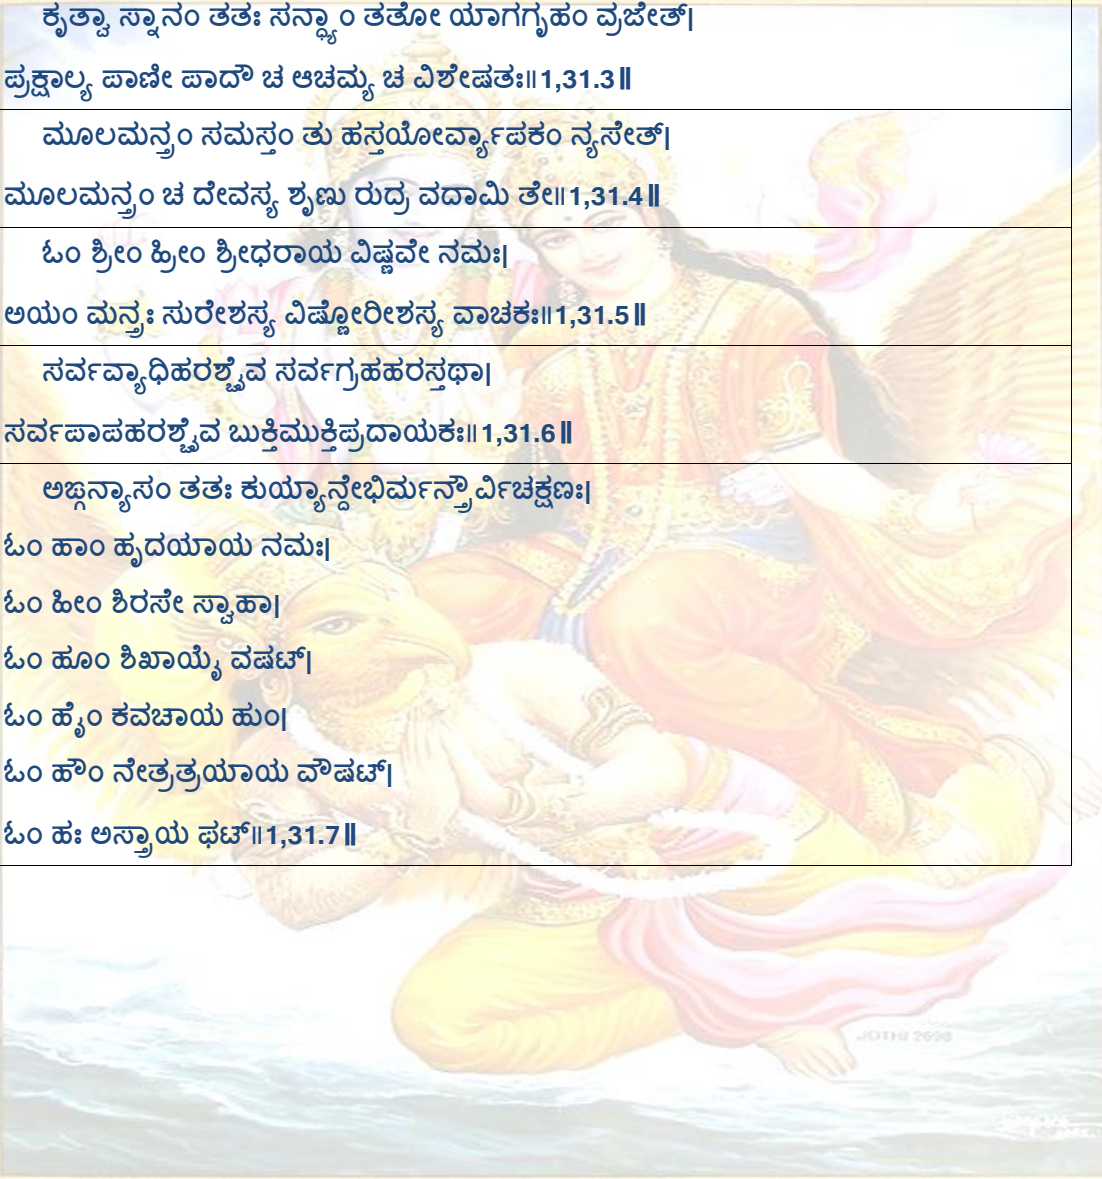 ಕೃತ್ವಾ ಸ್ನಾನಂ ತತಃ ಸನ್ಧ್ಯಾಂ ತತೋ ಯಾಗಗೃಹಂ ವ್ರಜೇತ್|
ಪ್ರಕ್ಷಾಲ್ಯ ಪಾಣೀ ಪಾದೌ ಚ ಆಚಮ್ಯ ಚ ವಿಶೇಷತಃ॥1,31.3॥
ಮೂಲಮನ್ತ್ರಂ ಸಮಸ್ತಂ ತು ಹಸ್ತಯೋರ್ವ್ಯಾಪಕಂ ನ್ಯಸೇತ್|
ಮೂಲಮನ್ತ್ರಂ ಚ ದೇವಸ್ಯ ಶೃಣು ರುದ್ರ ವದಾಮಿ ತೇ॥1,31.4॥
ಓಂ ಶ್ರೀಂ ಹ್ರೀಂ ಶ್ರೀಧರಾಯ ವಿಷ್ಣವೇ ನಮಃ|
ಅಯಂ ಮನ್ತ್ರಃ ಸುರೇಶಸ್ಯ ವಿಷ್ಣೋರೀಶಸ್ಯ ವಾಚಕಃ॥1,31.5॥
ಸರ್ವವ್ಯಾಧಿಹರಶ್ಚೈವ ಸರ್ವಗ್ರಹಹರಸ್ತಥಾ|
ಸರ್ವಪಾಪಹರಶ್ಚೈವ ಬುಕ್ತಿಮುಕ್ತಿಪ್ರದಾಯಕಃ॥1,31.6॥
ಅಙ್ಗನ್ಯಾಸಂ ತತಃ ಕುಯ್ಯಾನ್ದೇಭಿರ್ಮನ್ತ್ರೌರ್ವಿಚಕ್ಷಣಃ|
ಓಂ ಹಾಂ ಹೃದಯಾಯ ನಮಃ|
ಓಂ ಹೀಂ ಶಿರಸೇ ಸ್ವಾಹಾ|
ಓಂ ಹೂಂ ಶಿಖಾಯೈ ವಷಟ್|
ಓಂ ಹೈಂ ಕವಚಾಯ ಹುಂ|
ಓಂ ಹೌಂ ನೇತ್ರತ್ರಯಾಯ ವೌಷಟ್|
ಓಂ ಹಃ ಅಸ್ತ್ರಾಯ ಫಟ್॥1,31.7॥
JOTHI 2698